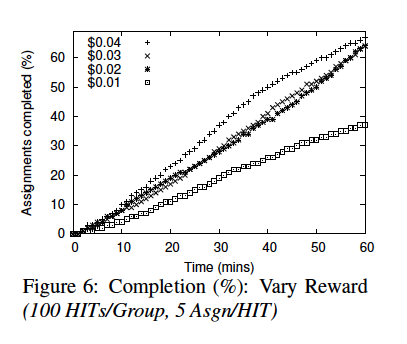 $0.04
$0.03
$0.02
$0.01
Assignments completed (%)
60
50
40
30
20
10
0
0 10 20 30 40 50 60
Time (mins)
Figure 6: Completion (%): Vary Reward
(100 HITs/Group, 5 Asgn/HIT)